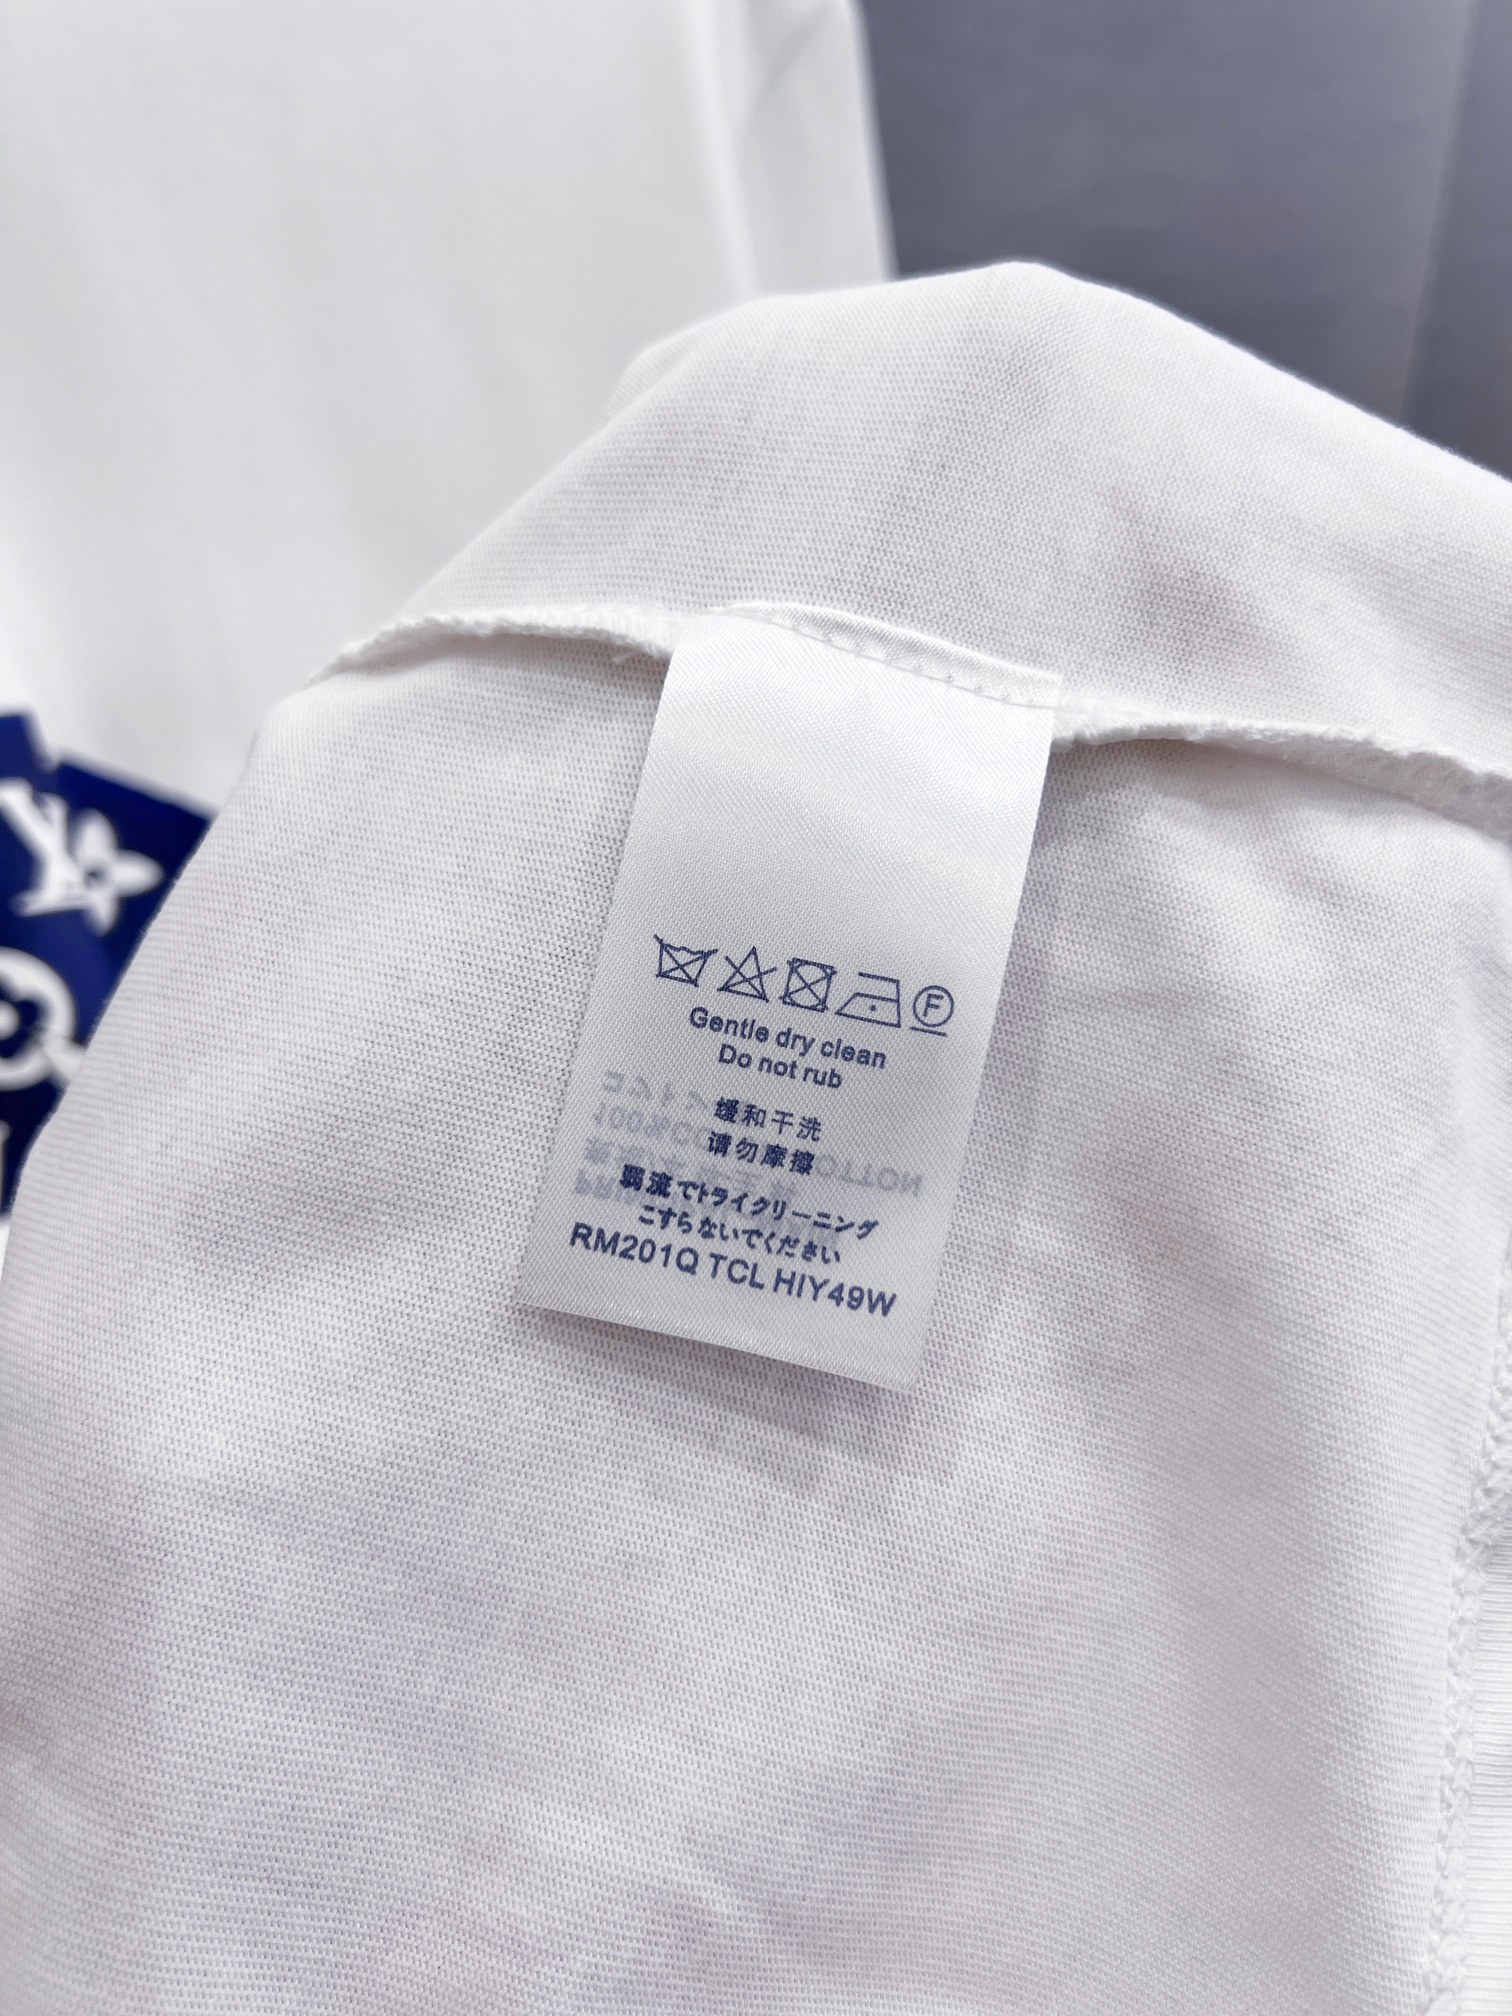 LV
F
Gentle dry clean
Do not rub
缓和干洗
请勿摩擦
弱流でトライクリーニング
こすらないでください
RM201Q TCL HIY49W